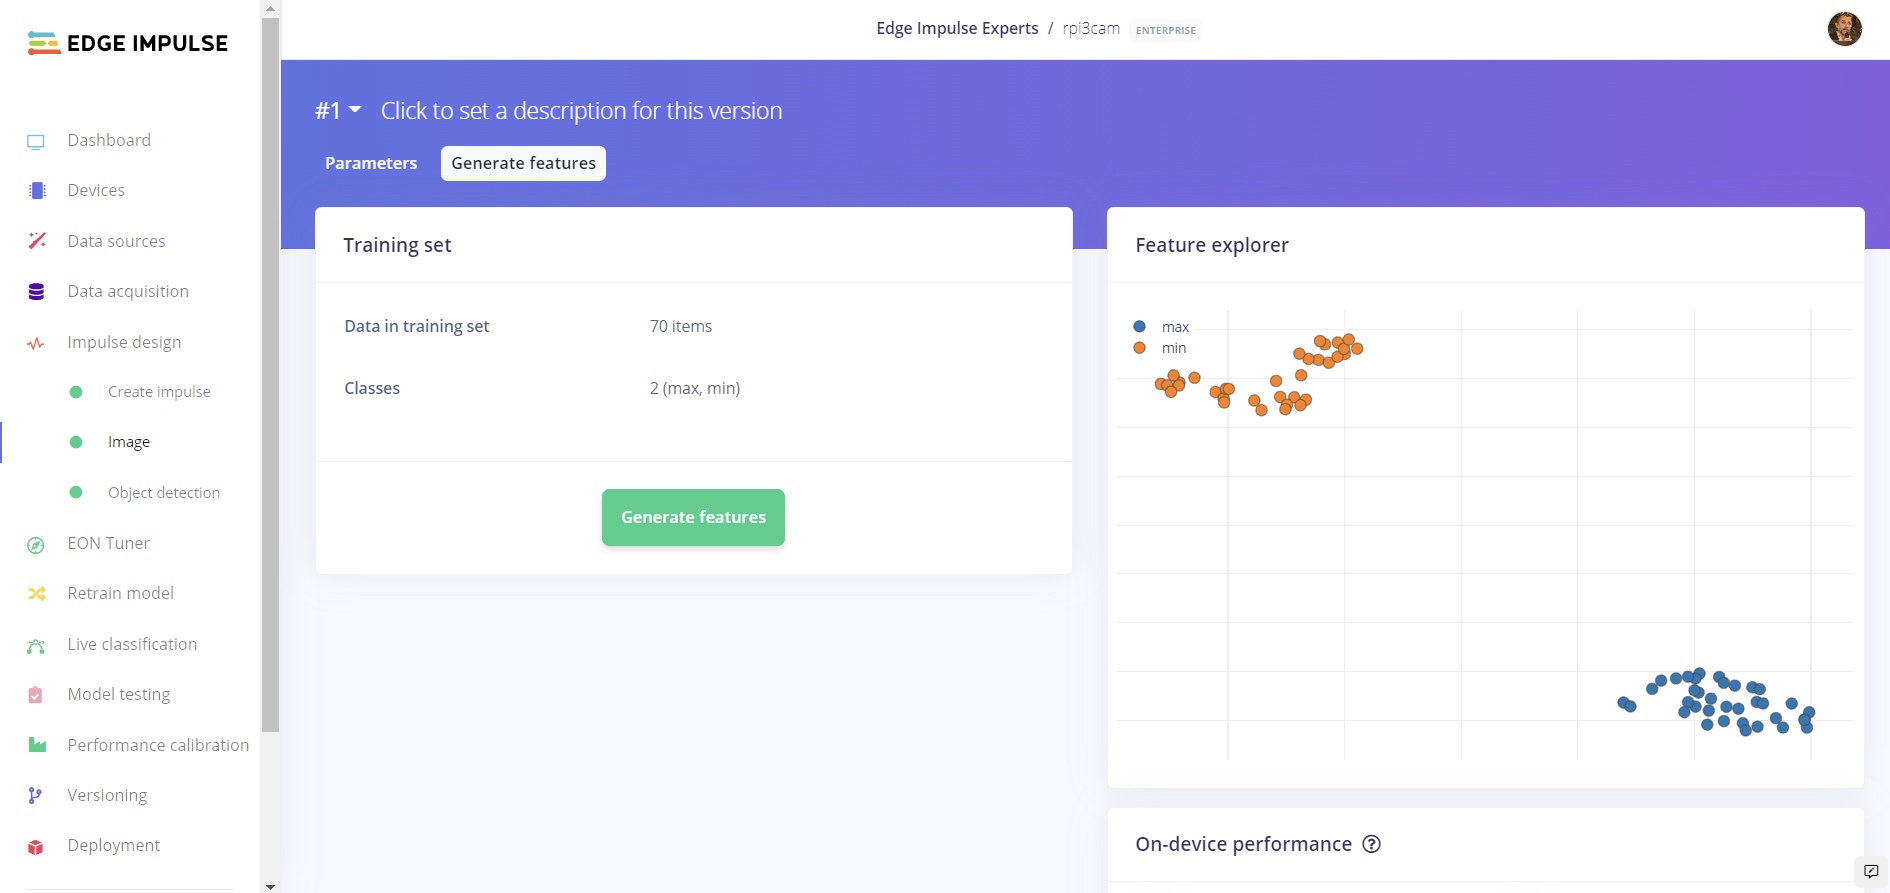 EDGE IMPULSE
Dashboard
Devices
Data sources
Data acquisition
Impulse design
Create impulse
Image
Object detection
EON Tuner
Retrain model
Live classification
Model testing
Performance calibration
Versioning
Deployment
Edge Impulse Experts / rpi3cam ENTERPRISE
#1 Click to set a description for this version
Parameters Generate features
Training set
Data in training set 70 items
Classes 2 (max, min)
Generate features
Feature explorer
max
min
On-device performance ?